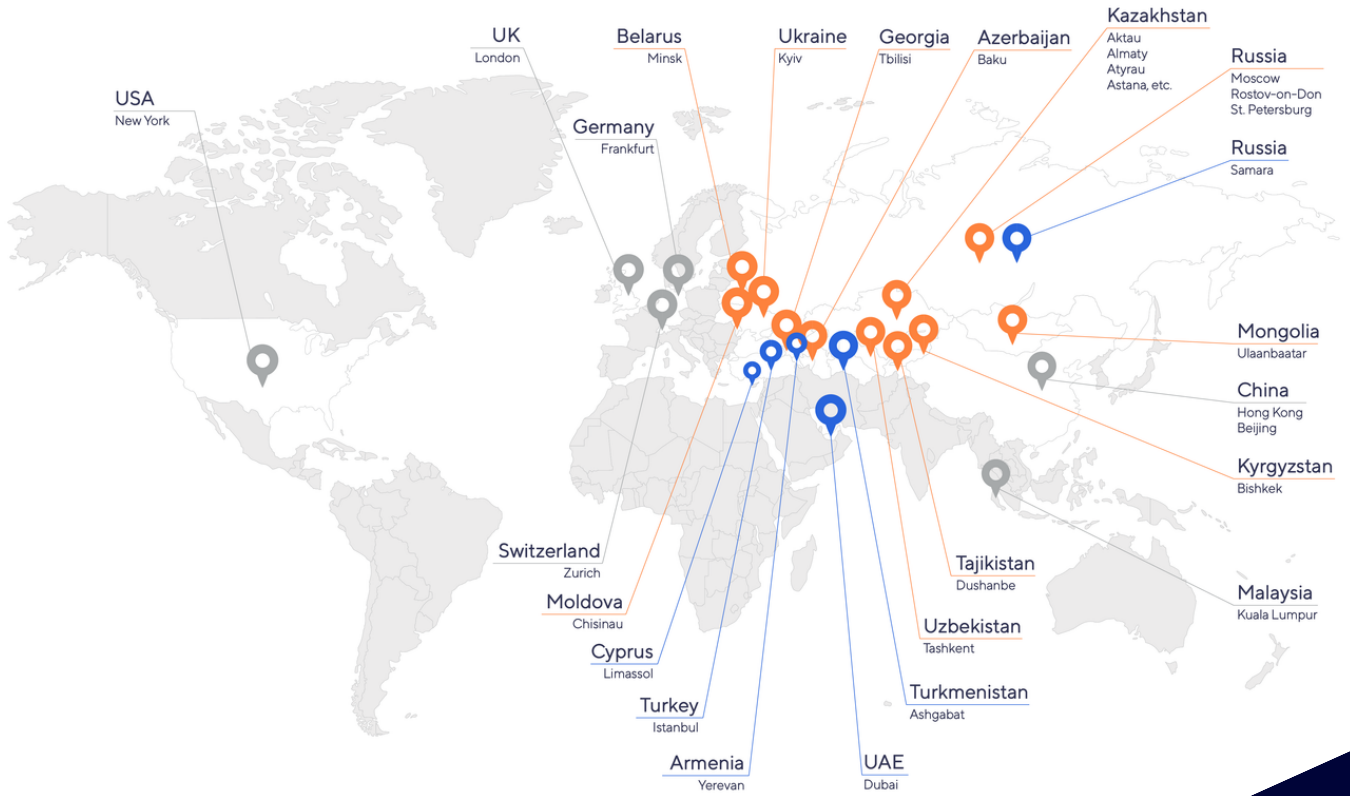 Kazakhstan
Aktau
Almaty
Atyrau
Astana, etc.
UK
London
Belarus
Minsk
Ukraine
Kyiv
Georgia
Tbilisi
Azerbaijan
Baku
Russia
Moscow
Rostov-on-Don
St. Petersburg
USA
New York
Germany
Frankfurt
Russia
Samara
Mongolia
Ulaanbaatar
China
Hong Kong
Beijing
Kyrgyzstan
Bishkek
Switzerland
Zurich
Tajikistan
Dushanbe
Moldova
Chisinau
Malaysia
Kuala Lumpur
Uzbekistan
Tashkent
Cyprus
Limassol
Turkmenistan
Ashgabat
Turkey
Istanbul
Armenia
Yerevan
UAE
Dubai